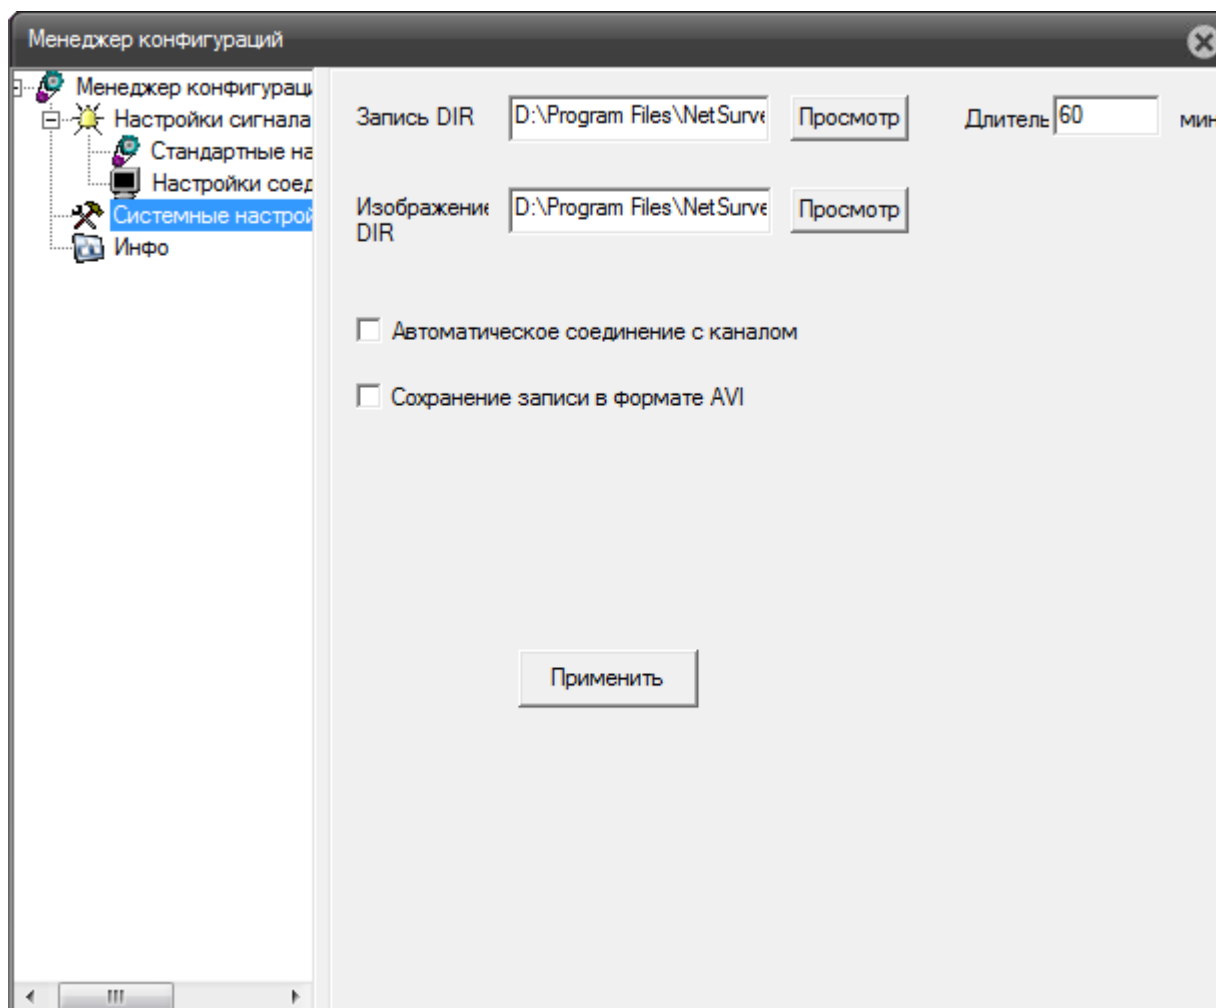 Менеджер конфигураций
Менеджер конфигурац
Настройки сигнала
Стандартные на
Настройки соед
Системные настрой
Инфо
Запись DIR D:\Program Files\NetSurve Просмотр Длитель 60 мин
Изображение D:\Program Files\NetSurve Просмотр
DIR
Автоматическое соединение с каналом
Сохранение записи в формате AVI
Применить